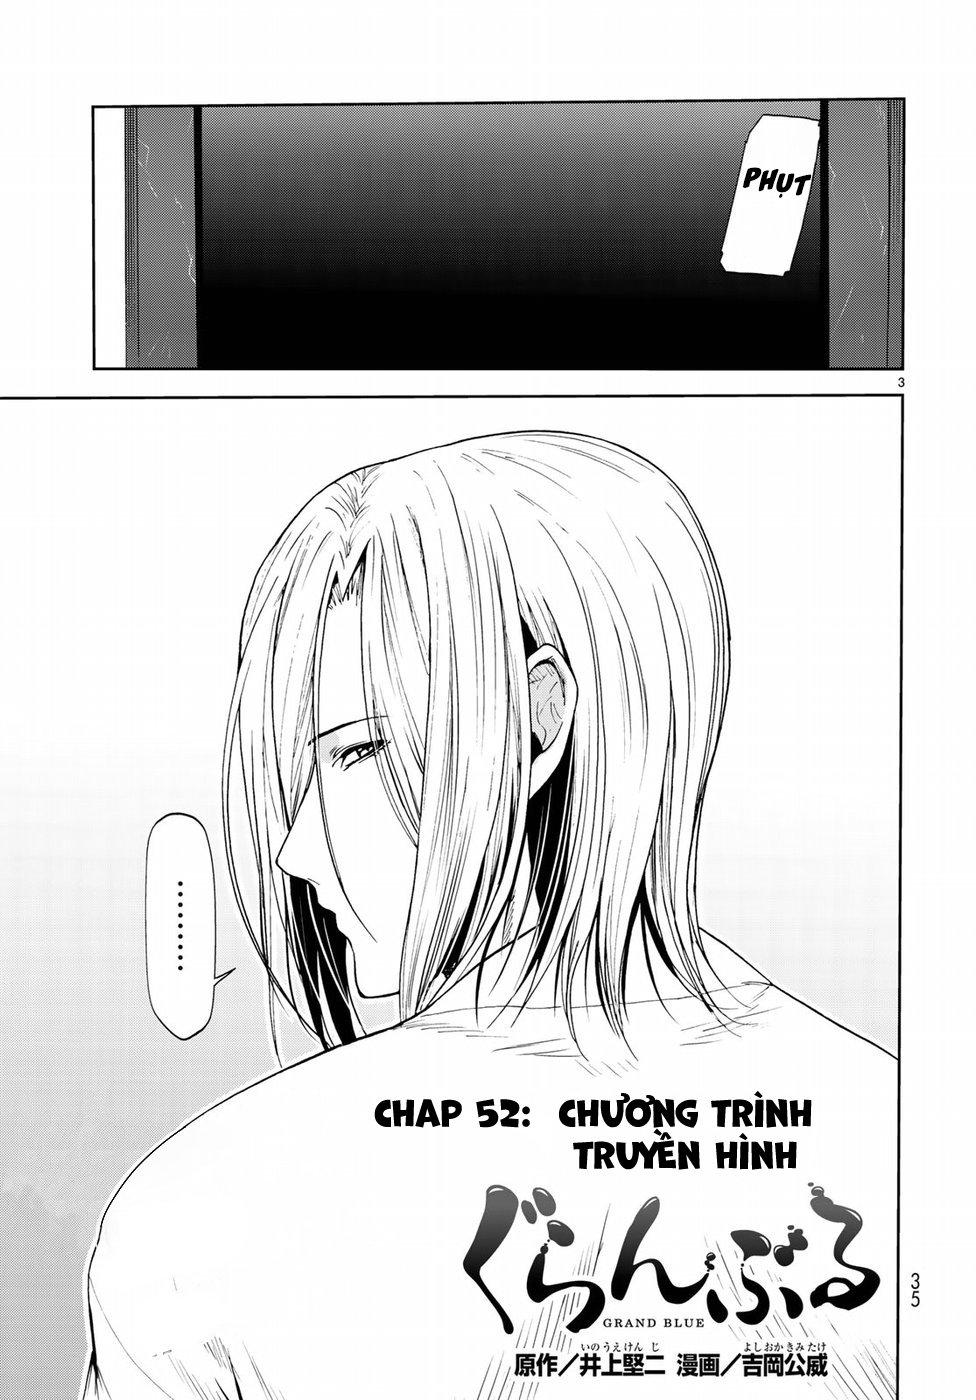 PHỤT
3
………
CHAP 52: CHƯƠNG TRÌNH
TRUYỀN HÌNH
ぐらんぶる
GRAND BLUE
いのうえけんじ よしおかきみたけ
原作/井上堅二 漫画/吉岡公威
35